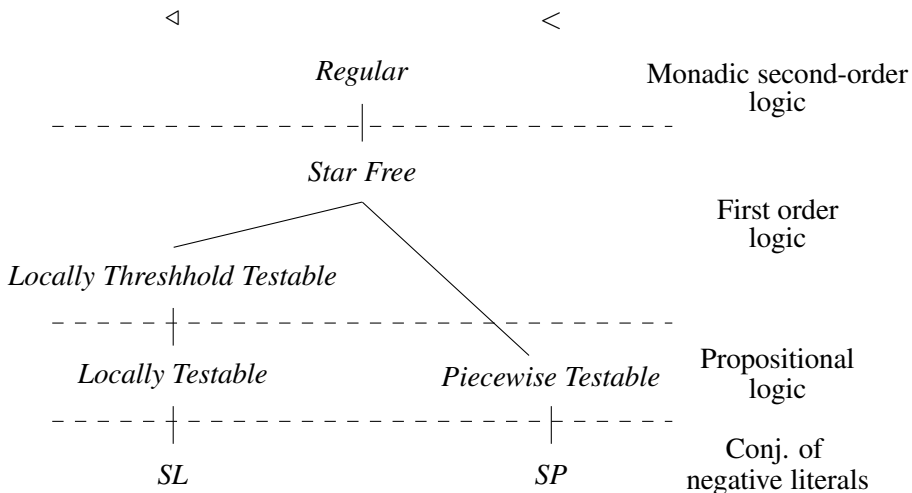 ◁ <
Regular
Monadic second-order
logic
Star Free
First order
logic
Locally Threshhold Testable
Locally Testable
Piecewise Testable
Propositional
logic
SL
SP
Conj. of
negative literals